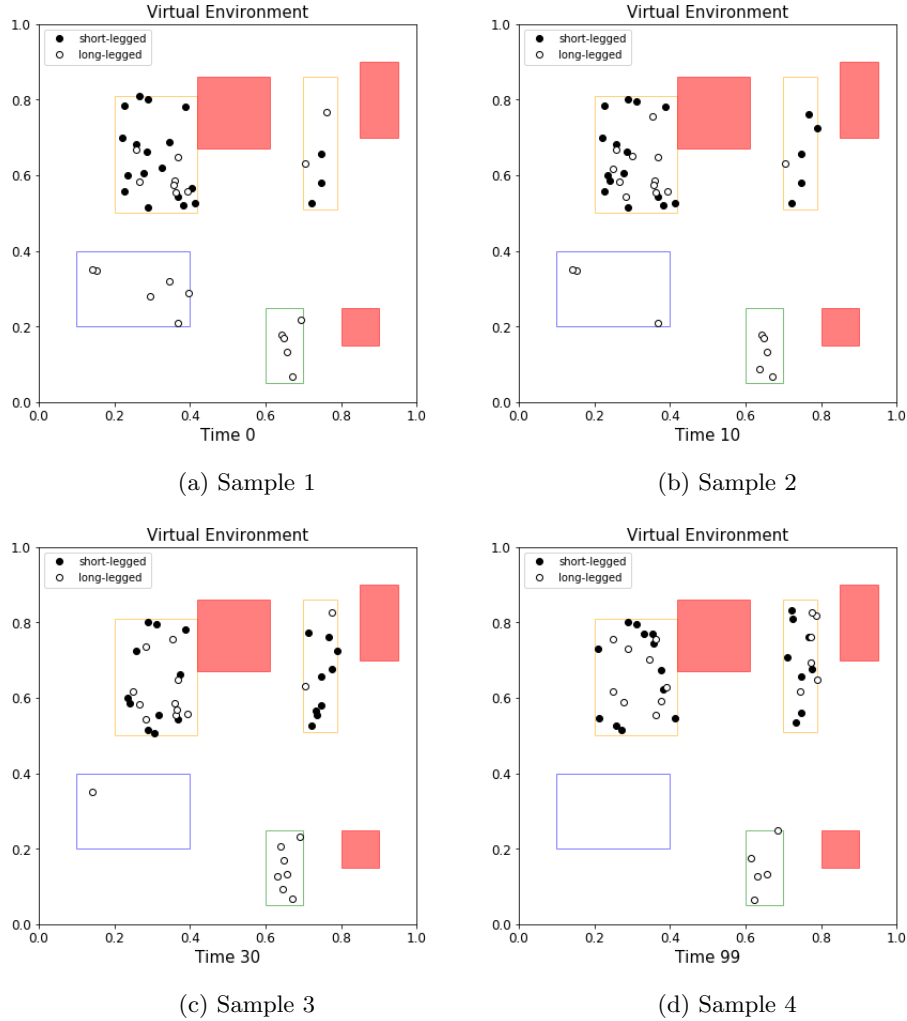 Virtual Environment
1.0
0.8
0.6
0.4
0.2
0.0
short-legged
long-legged
0.0 0.2 0.4 0.6 0.8 1.0
Time 0
(a) Sample 1
Virtual Environment
1.0
0.8
0.6
0.4
0.2
0.0
short-legged
long-legged
0.0 0.2 0.4 0.6 0.8 1.0
Time 10
(b) Sample 2
Virtual Environment
1.0
0.8
0.6
0.4
0.2
0.0
short-legged
long-legged
0.0 0.2 0.4 0.6 0.8 1.0
Time 30
(c) Sample 3
Virtual Environment
1.0
0.8
0.6
0.4
0.2
0.0
short-legged
long-legged
0.0 0.2 0.4 0.6 0.8 1.0
Time 99
(d) Sample 4